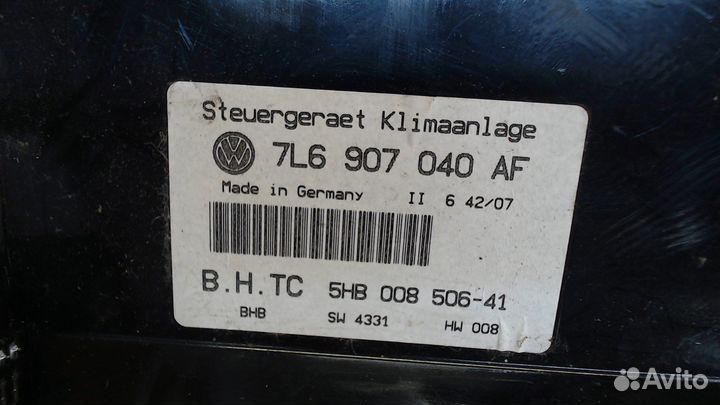 Steuergeraet Klimaanlage
7L6 907 040 AF
Made in Germany II 6 42/07
B.H.TC 5HB 008 506-41
BHB SW 4331 HW 008
Avito